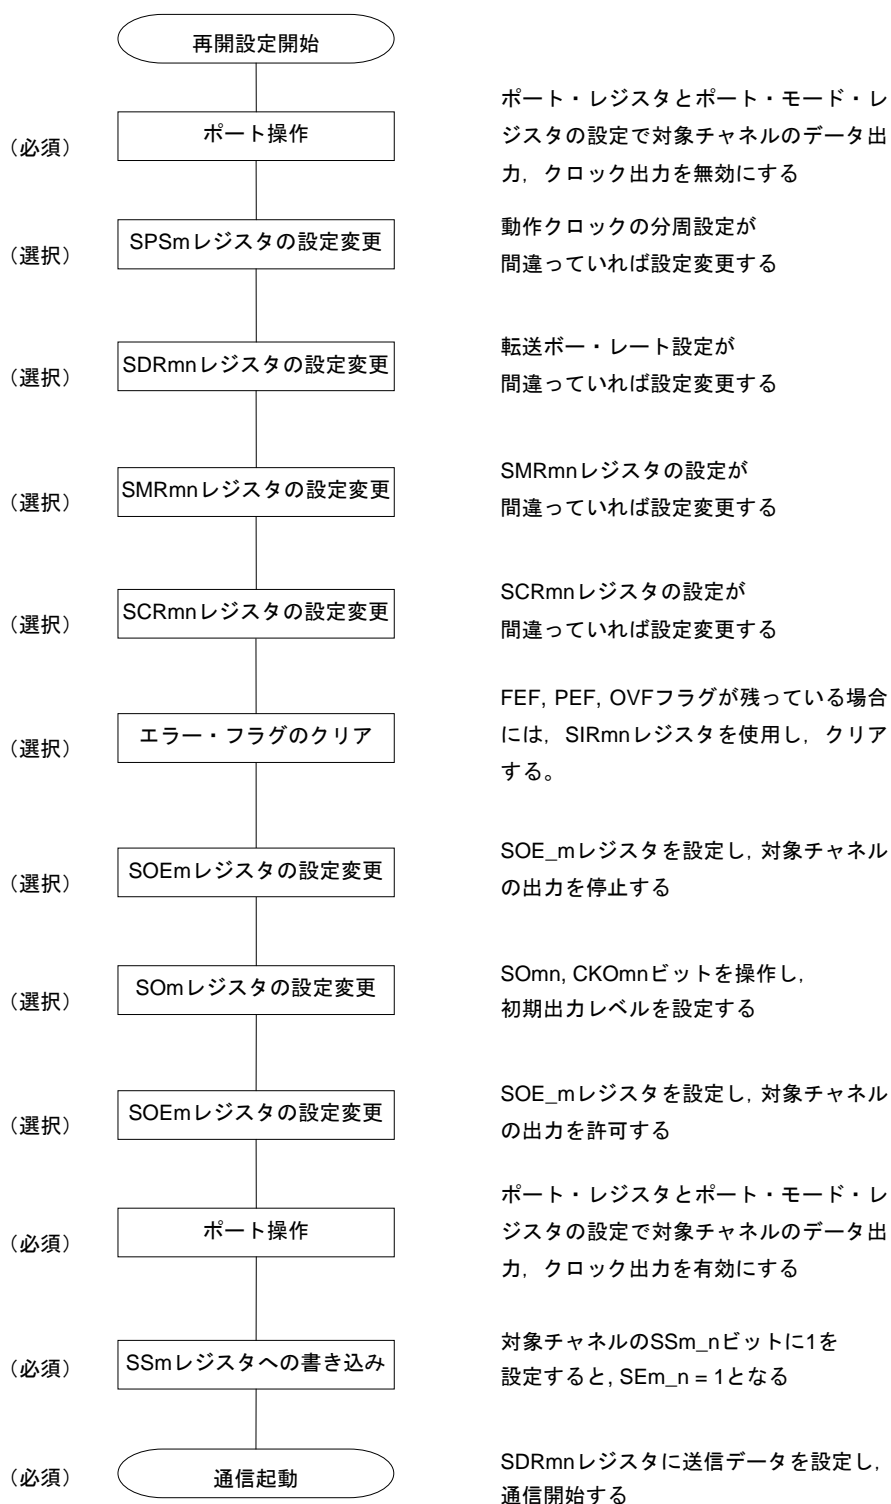 再開設定開始
(必須)
ポート操作
ポート・レジスタとポート・モード・レ
ジスタの設定で対象チャネルのデータ出
力，クロック出力を無効にする
(選択)
SPSmレジスタの設定変更
動作クロックの分周設定が
間違っていれば設定変更する
(選択)
SDRmnレジスタの設定変更
転送ボー・レート設定が
間違っていれば設定変更する
(選択)
SMRmnレジスタの設定変更
SMRmnレジスタの設定が
間違っていれば設定変更する
(選択)
SCRmnレジスタの設定変更
SCRmnレジスタの設定が
間違っていれば設定変更する
(選択)
エラー・フラグのクリア
FEF, PEF, OVFフラグが残っている場合
には，SIRmnレジスタを使用し，クリア
する。
(選択)
SOEmレジスタの設定変更
SOE_mレジスタを設定し, 対象チャネル
の出力を停止する
(選択)
SOmレジスタの設定変更
SOmn, CKOmnビットを操作し,
初期出力レベルを設定する
(選択)
SOEmレジスタの設定変更
SOE_mレジスタを設定し, 対象チャネル
の出力を許可する
(必須)
ポート操作
ポート・レジスタとポート・モード・レ
ジスタの設定で対象チャネルのデータ出
力，クロック出力を有効にする
(必須)
SSmレジスタへの書き込み
対象チャネルのSSm_nビットに1を
設定すると, SEm_n = 1となる
(必須)
通信起動
SDRmnレジスタに送信データを設定し,
通信開始する